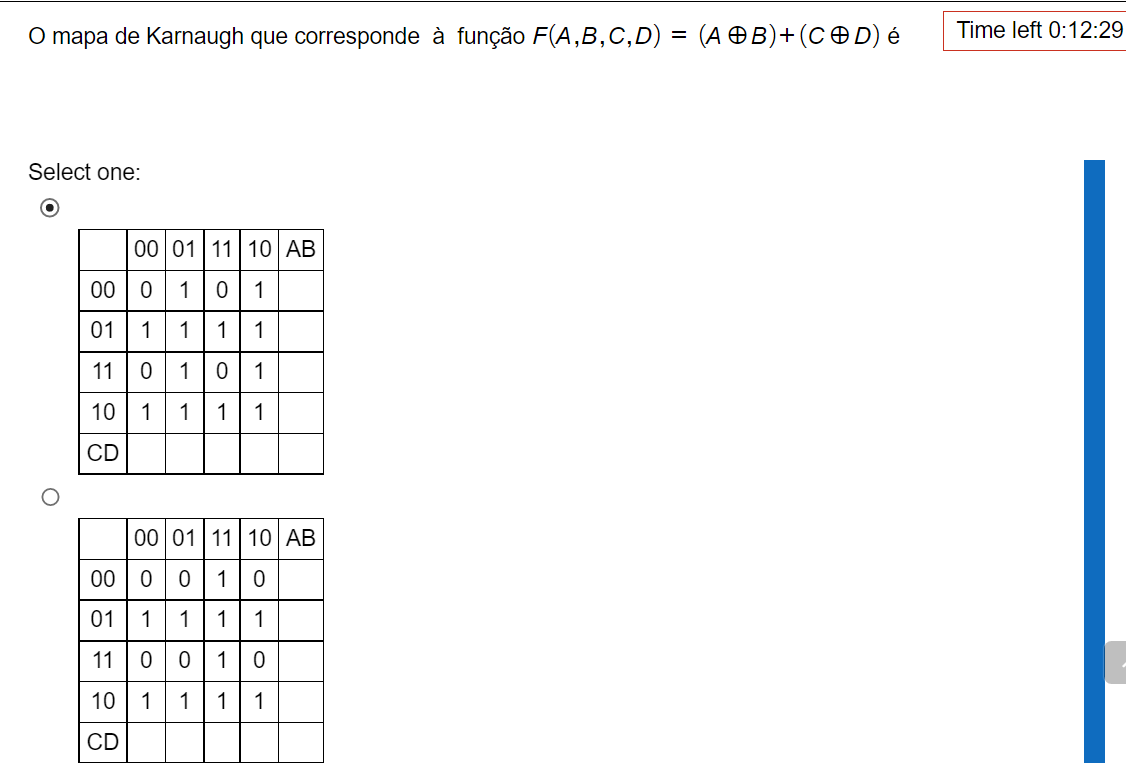 O mapa de Karnaugh que corresponde à função F(A,B,C,D) = (A⊕B)+(C⊕D) é
Time left 0:12:29
Select one:
00 01 11 10 AB
00 0 1 0 1
01 1 1 1 1
11 0 1 0 1
10 1 1 1 1
CD
00 01 11 10 AB
00 0 0 1 0
01 1 1 1 1
11 0 0 1 0
10 1 1 1 1
CD